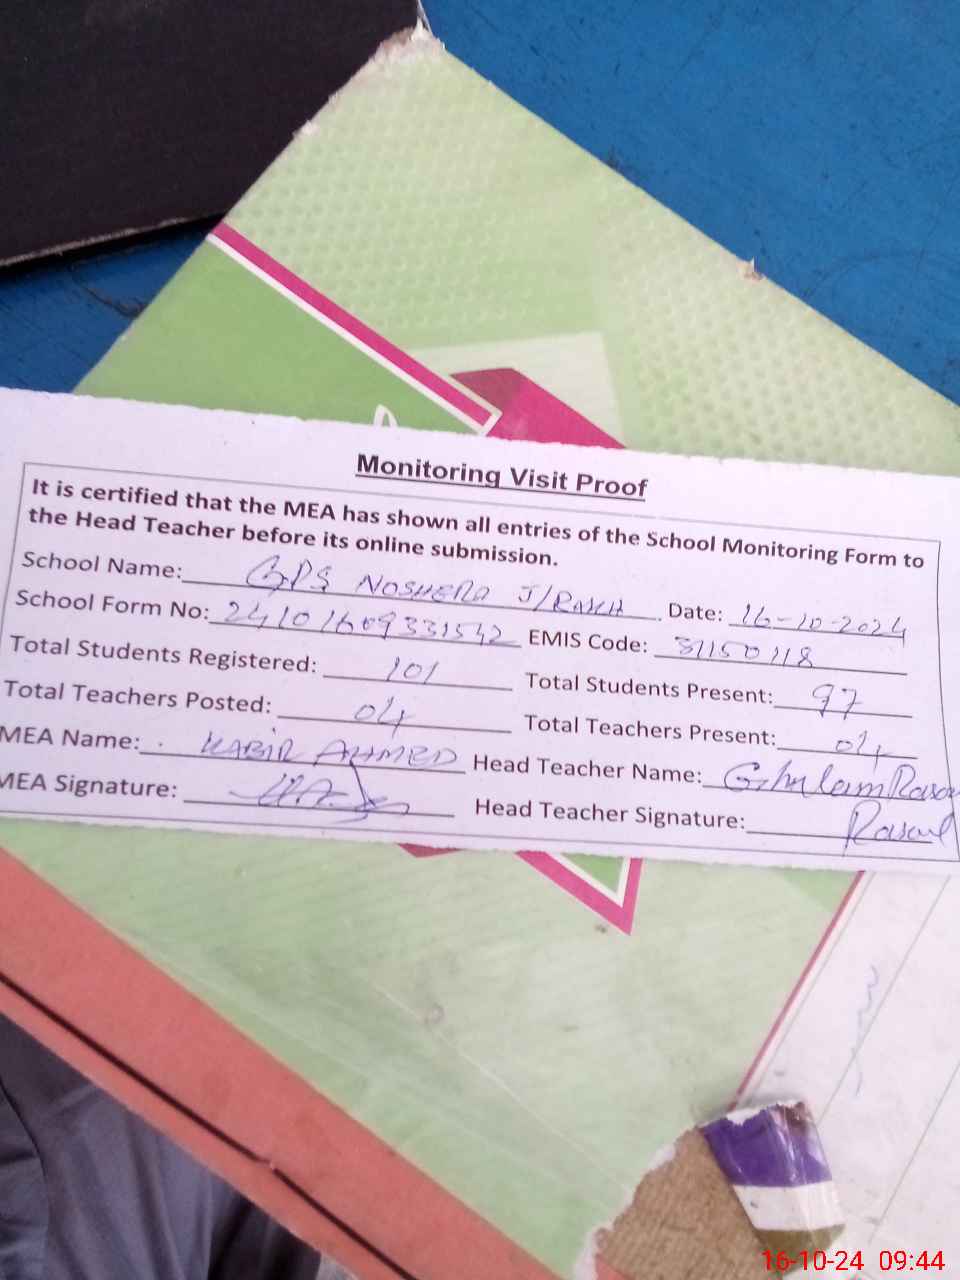 Monitoring Visit Proof
It is certified that the MEA has shown all entries of the School Monitoring Form to
the Head Teacher before its online submission.
School Name: GPS NOSHERA J/ Date: 16-10-2024
School Form No: 24101609331542 EMIS Code: 31150118
Total Students Registered: 101 Total Students Present: 97
Total Teachers Posted: 04 Total Teachers Present: 04
MEA Name: KABIR AHMED Head Teacher Name: Ghulam Rasool
MEA Signature: Head Teacher Signature: Rasool
16-10-24 09:44